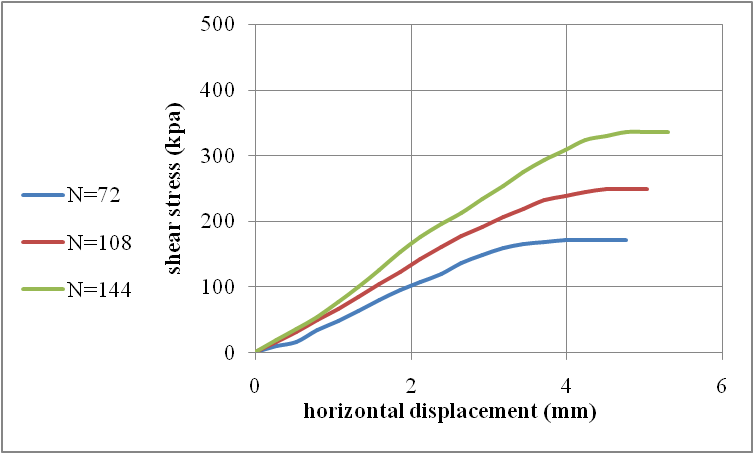 500
400
300
200
100
0
shear stress (kpa)
N=72
N=108
N=144
0 2 4 6
horizontal displacement (mm)